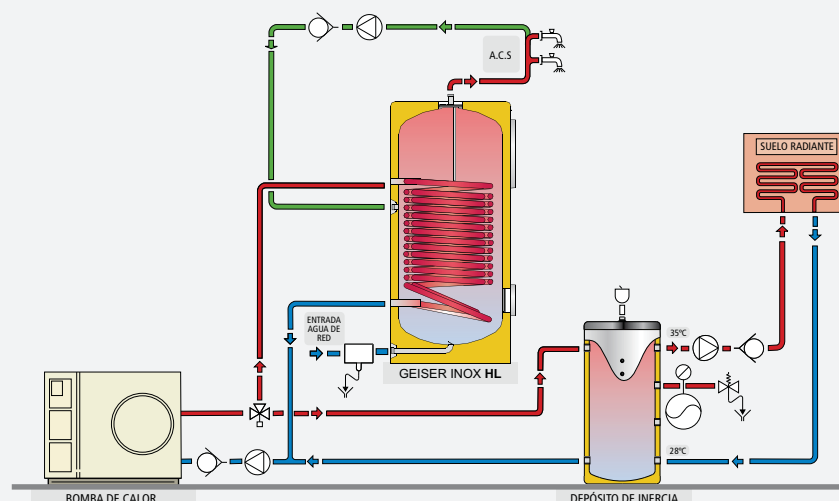 A.C.S
SUELO RADIANTE
ENTRADA
AGUA DE
RED
35ºC
GEISER INOX HL
28ºC
BOMBA DE CALOR
DEPÓSITO DE INERCIA